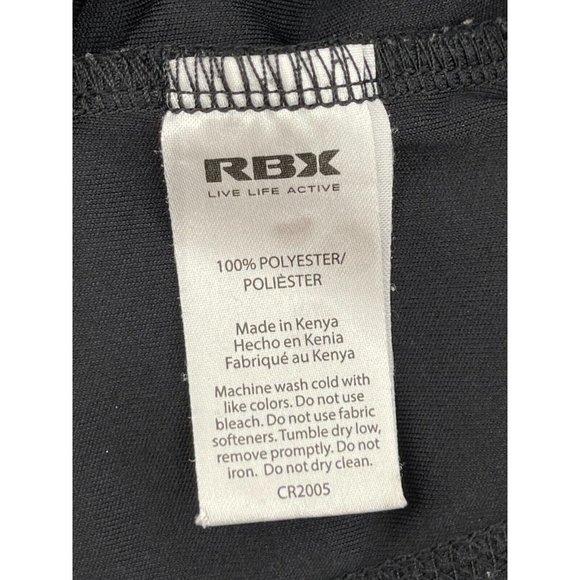 RBX
LIVE LIFE ACTIVE
100% POLYESTER/
POLIÈSTER
Made in Kenya
Hecho en Kenia
Fabriqué au Kenya
Machine wash cold with
like colors. Do not use
bleach. Do not use fabric
softeners. Tumble dry low,
remove promptly. Do not
iron. Do not dry clean.
CR2005